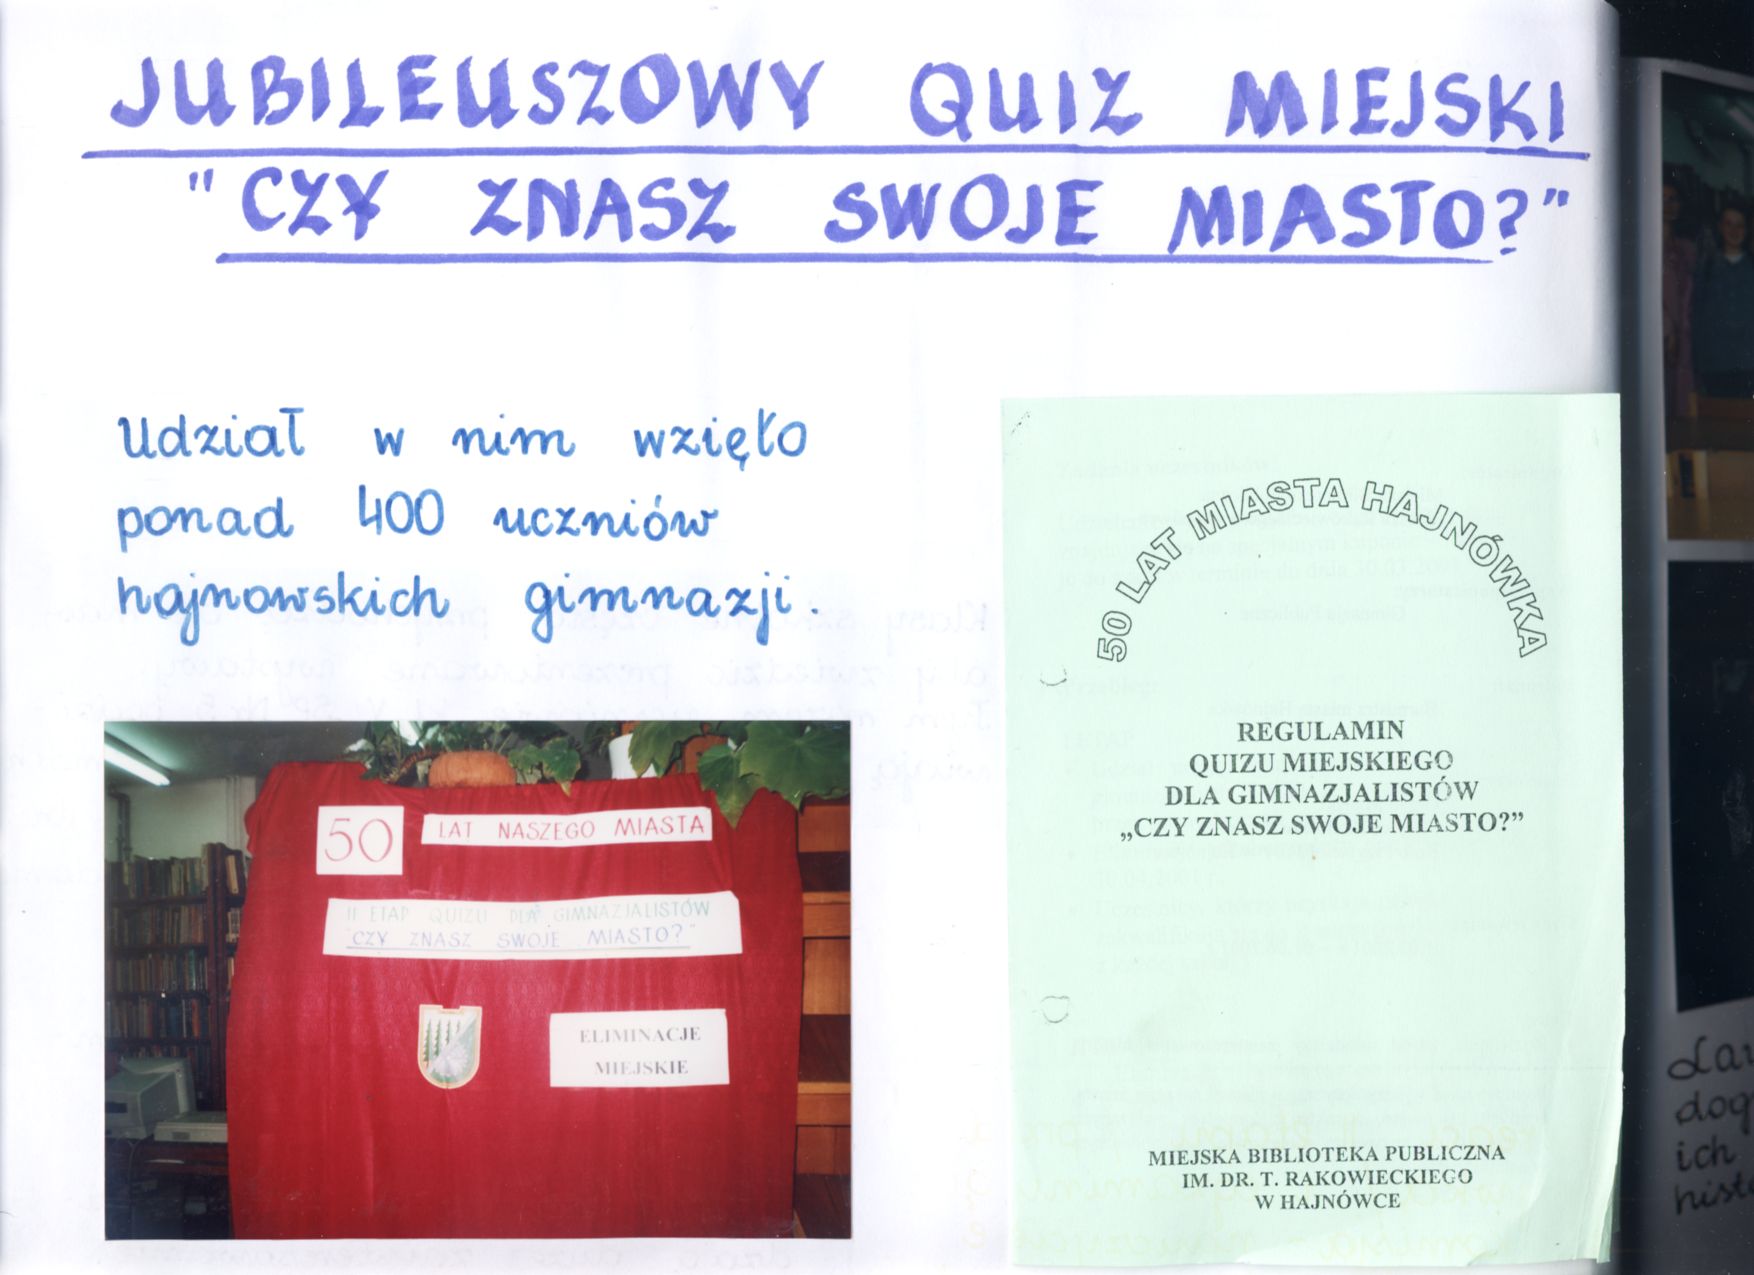 JUBILEUSZOWY QUIZ MIEJSKI
"CZY ZNASZ SWOJE MIASTO?"
Udział w nim wzięło
ponad 400 uczniów
hajnowskich gimnazji.
50 LAT NASZEGO MIASTA
II ETAP QUIZU DLA GIMNAZJALISTÓW
"CZY ZNASZ SWOJE MIASTO?"
ELIMINACJE
MIEJSKIE
50 LAT MIASTA HAJNÓWKA
REGULAMIN
QUIZU MIEJSKIEGO
DLA GIMNAZJALISTÓW
„CZY ZNASZ SWOJE MIASTO?”
MIEJSKA BIBLIOTEKA PUBLICZNA
IM. DR. T. RAKOWIECKIEGO
W HAJNÓWCE
ich